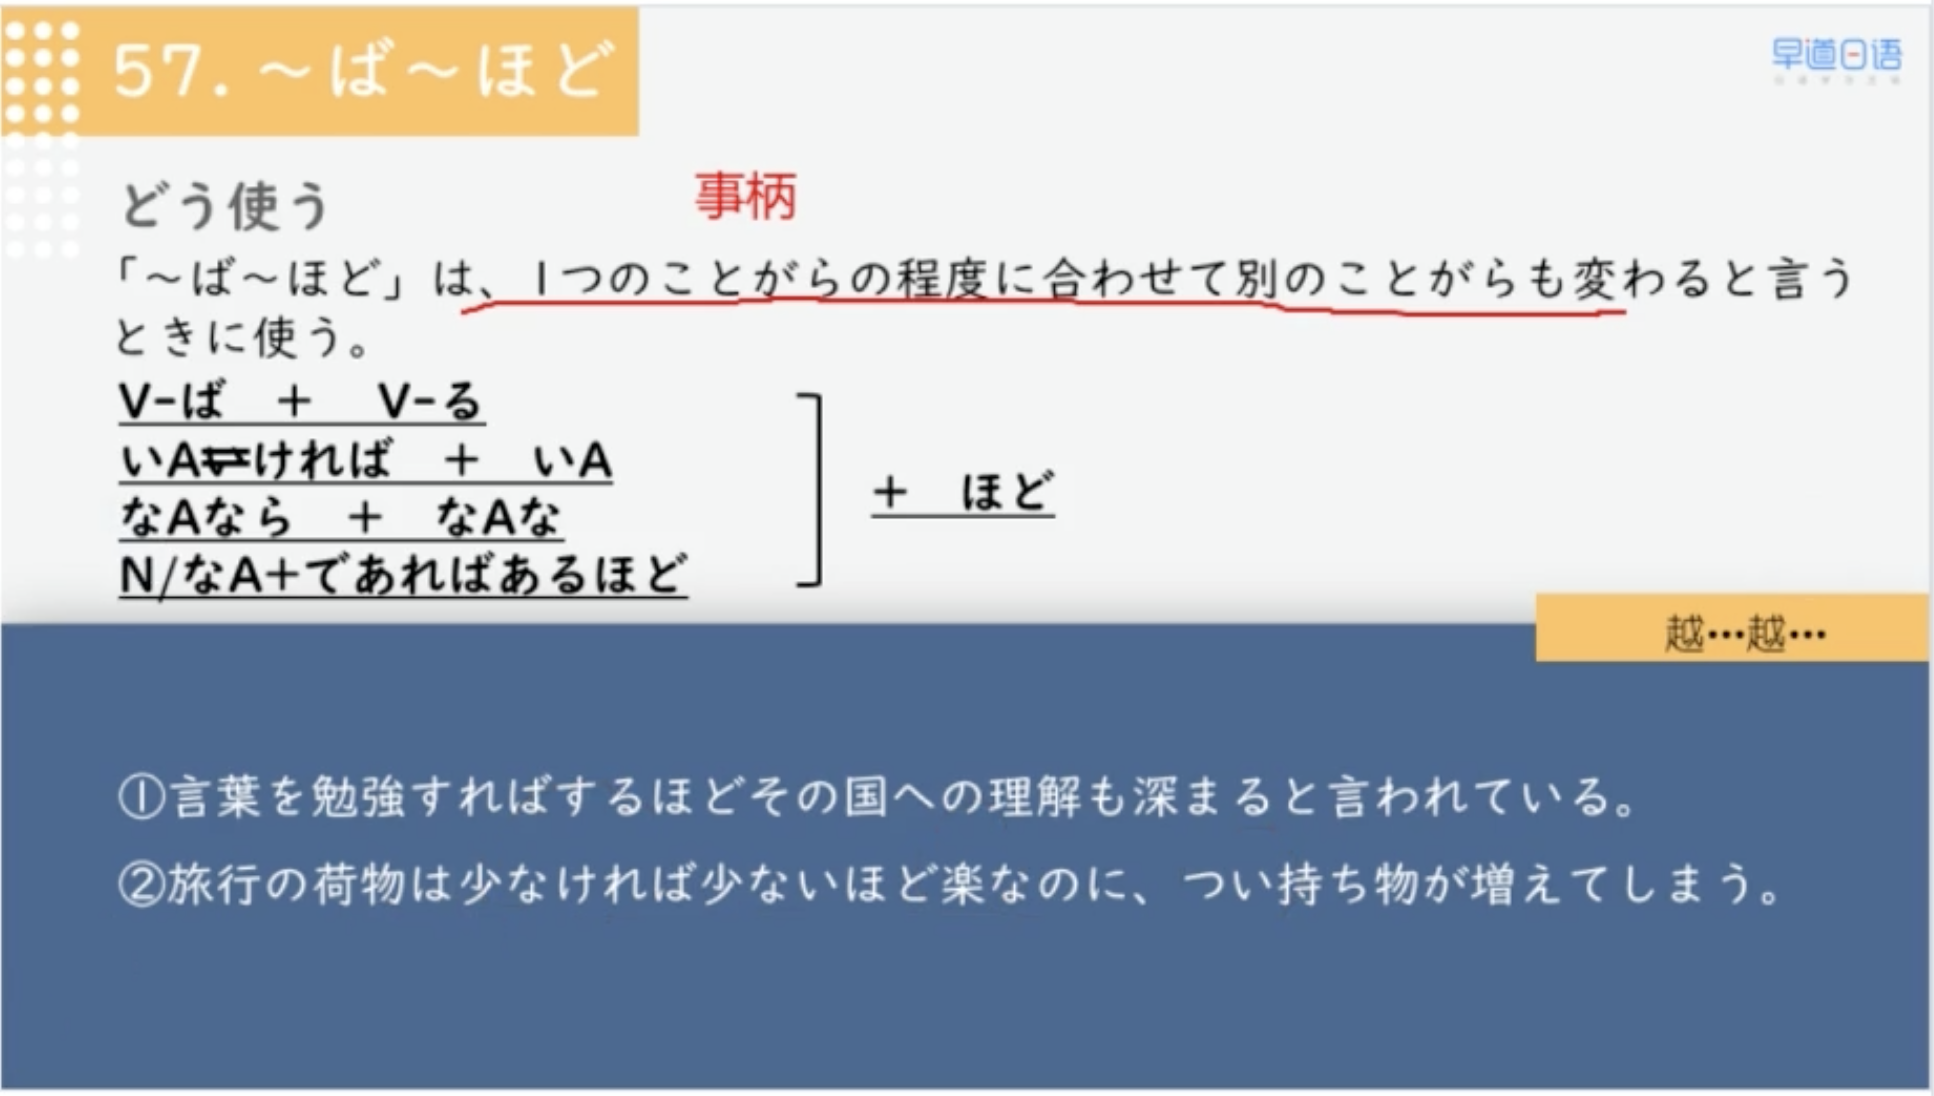 57.～ば～ほど
早道日语
どう使う
事柄
「～ば～ほど」は、1つのことがらの程度に合わせて別のことがらも変わると言う
ときに使う。
V-ば　+　V-る
いAいければ　+　いA
なAなら　+　なAな
N/なA+であればあるほど
+　ほど
越…越…
①言葉を勉強すればするほどその国への理解も深まると言われている。
②旅行の荷物は少なければ少ないほど楽なのに、つい持ち物が増えてしまう。